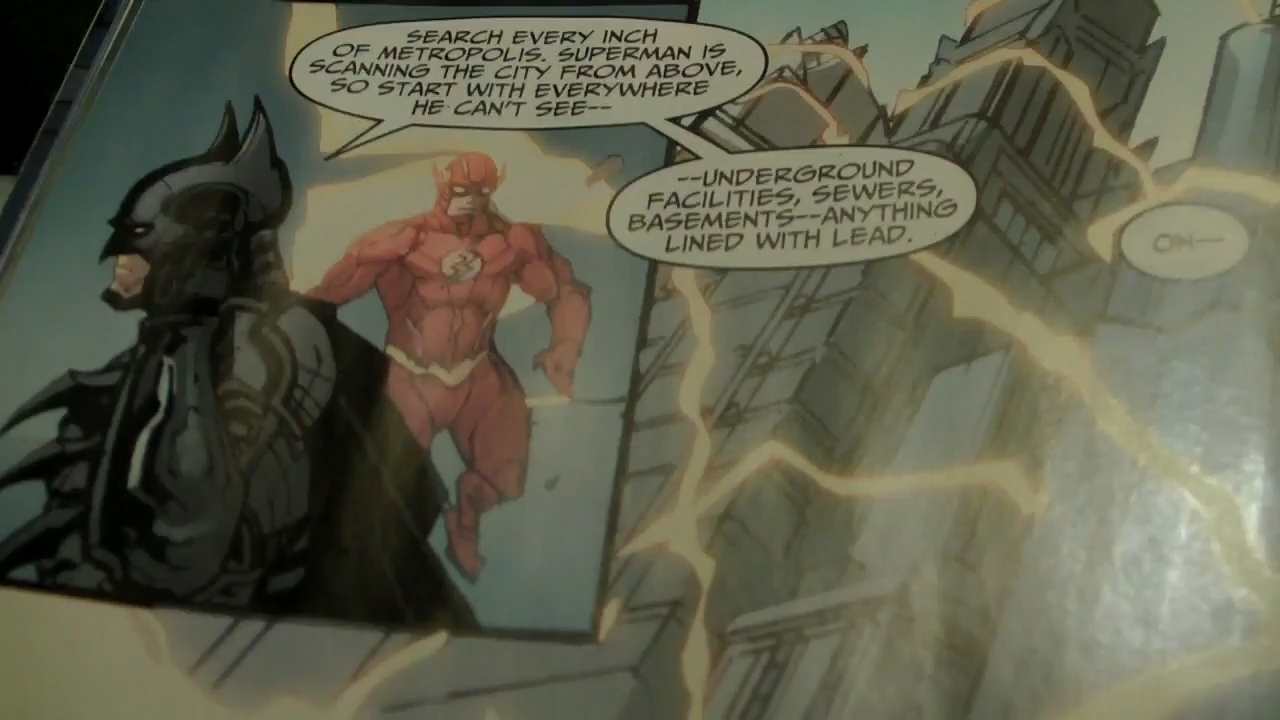 SEARCH EVERY INCH
OF METROPOLIS. SUPERMAN IS
SCANNING THE CITY FROM ABOVE,
SO START WITH EVERYWHERE
HE CAN'T SEE--
--UNDERGROUND
FACILITIES, SEWERS,
BASEMENTS--ANYTHING
LINED WITH LEAD.
ON--